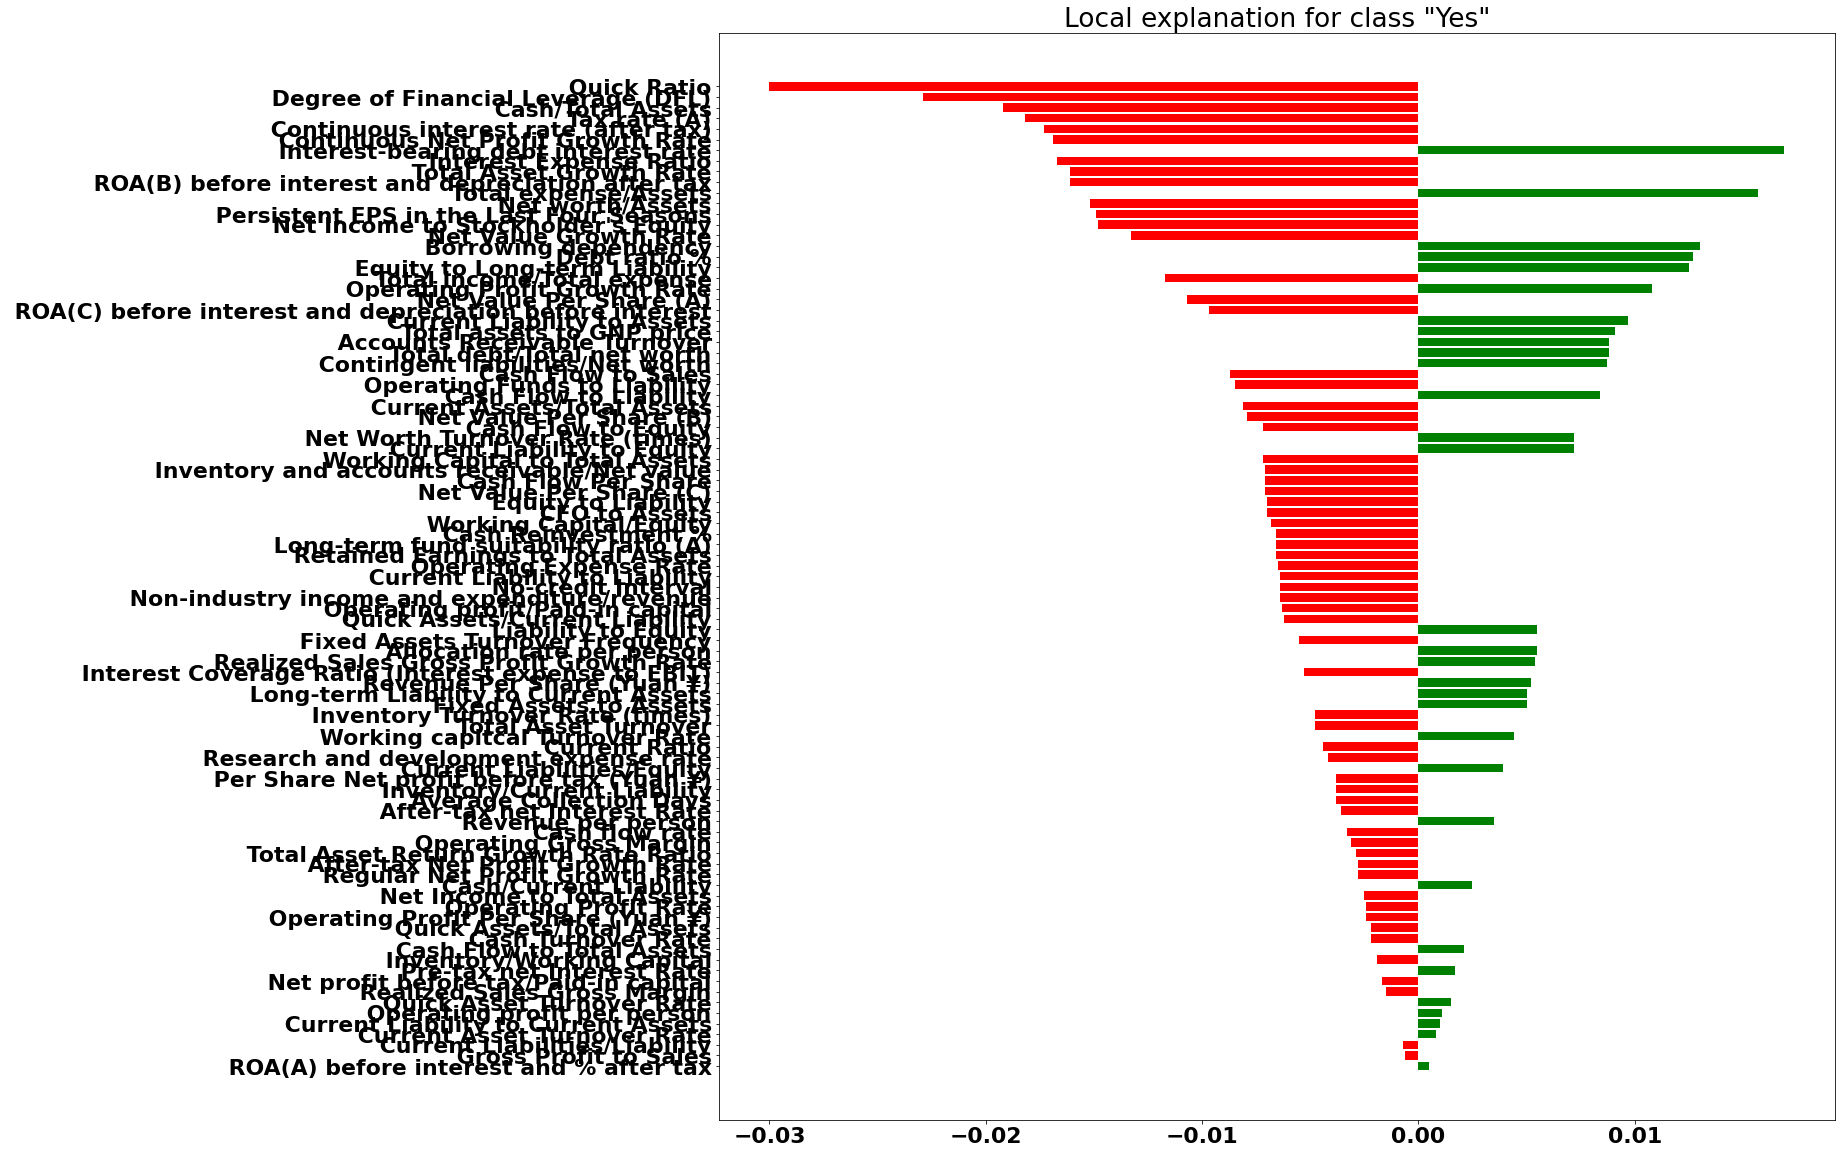 Local explanation for class "Yes"
Quick Ratio
Degree of Financial Leverage (DFL)
Cash/Total Assets
Tax rate (A)
Continuous interest rate (after tax)
Continuous Net Profit Growth Rate
Interest-bearing debt interest rate
Interest Expense Ratio
Total Asset Growth Rate
ROA(B) before interest and depreciation after tax
Total expense/Assets
Net worth/Assets
Persistent EPS in the Last Four Seasons
Net Income to Stockholder's Equity
Net Value Growth Rate
Borrowing dependency
Debt ratio %
Equity to Long-term Liability
Total income/Total expense
Operating Profit Growth Rate
Net Value Per Share (A)
ROA(C) before interest and depreciation before interest
Current Liability to Assets
Total assets to GNP price
Accounts Receivable Turnover
Total debt/Total net worth
Contingent liabilities/Net worth
Cash Flow to Sales
Operating Funds to Liability
Cash Flow to Liability
Current Assets/Total Assets
Net Value Per Share (B)
Cash Flow to Equity
Net Worth Turnover Rate (times)
Current Liability to Equity
Working Capital to Total Assets
Inventory and accounts receivable/Net value
Cash Flow Per Share
Net Value Per Share (C)
Equity to Liability
CFO to Assets
Working Capital/Equity
Cash Reinvestment %
Long-term fund suitability ratio (A)
Retained Earnings to Total Assets
Operating Expense Rate
Current Liability to Liability
No-credit Interval
Non-industry income and expenditure/revenue
Operating profit/Paid-in capital
Quick Assets/Current Liability
Liability to Equity
Fixed Assets Turnover Frequency
Allocation rate per person
Realized Sales Gross Profit Growth Rate
Interest Coverage Ratio (Interest expense to EBIT)
Revenue Per Share (Yuan ¥)
Long-term Liability to Current Assets
Fixed Assets to Assets
Inventory Turnover Rate (times)
Total Asset Turnover
Working capitcal Turnover Rate
Current Ratio
Research and development expense rate
Current Liabilities/Equity
Per Share Net profit before tax (Yuan ¥)
Inventory/Current Liability
Average Collection Days
After-tax net Interest Rate
Revenue per person
Cash flow rate
Operating Gross Margin
Total Asset Return Growth Rate Ratio
After-tax Net Profit Growth Rate
Regular Net Profit Growth Rate
Cash/Current Liability
Net Income to Total Assets
Operating Profit Rate
Operating Profit Per Share (Yuan ¥)
Quick Assets/Total Assets
Cash Turnover Rate
Cash Flow to Total Assets
Inventory/Working Capital
Pre-tax net Interest Rate
Net profit before tax/Paid-in capital
Realized Sales Gross Margin
Quick Asset Turnover Rate
Operating profit per person
Current Liability to Current Assets
Current Asset Turnover Rate
Current Liabilities/Liability
Gross Profit to Sales
ROA(A) before interest and % after tax
−0.03 −0.02 −0.01 0.00 0.01